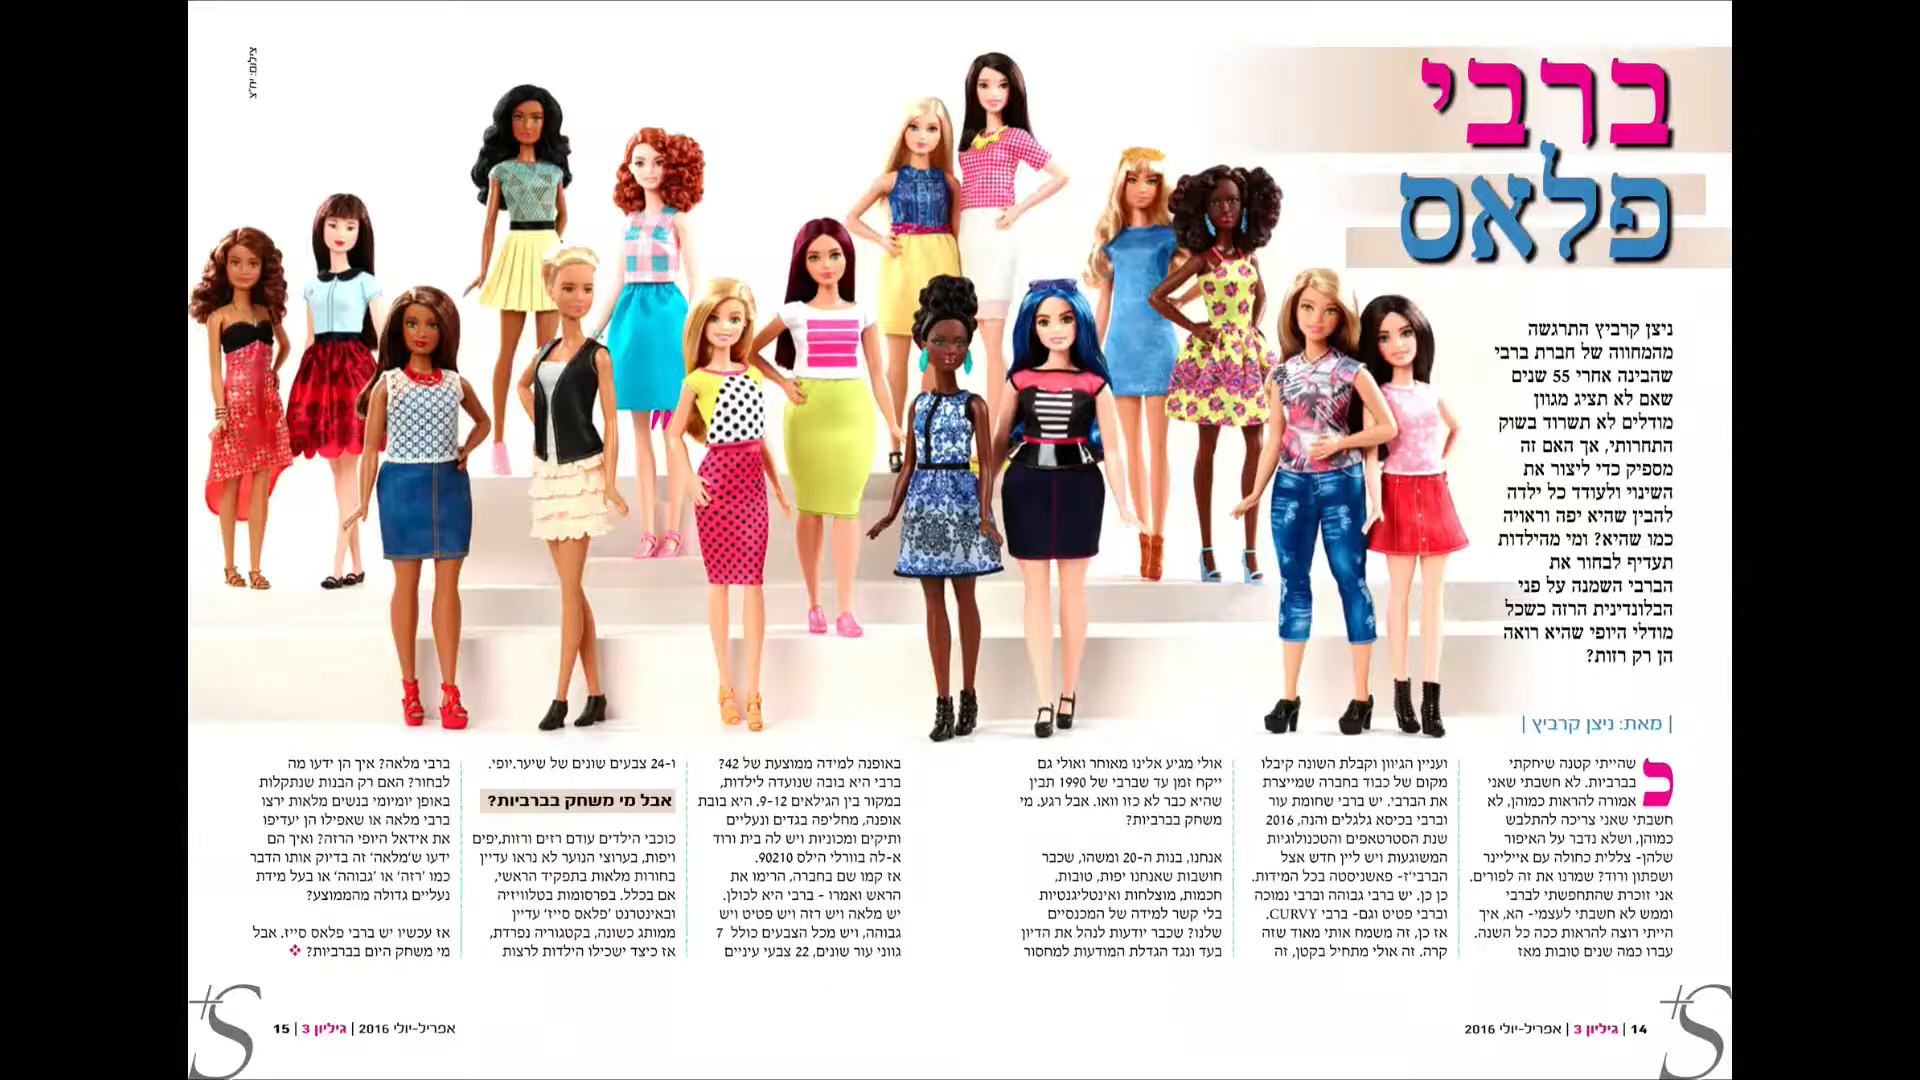 ברבי
פלאס
ניצן קרביץ התרגשה
מהמחווה של חברת ברבי
שהבינה אחרי 55 שנים
שאם לא תציג מגוון
מודלים לא תשרוד בשוק
התחרותי, אך האם זה
מספיק כדי ליצור את
השינוי ולעודד כל ילדה
להבין שהיא יפה וראויה
כמו שהיא? ומי מהילדות
תעדיף לבחור את
הברבי השמנה על פני
הבלונדינית הרזה כשכל
מודלי היופי שהיא רואה
הן רק רזות?
| מאת: ניצן קרביץ |
כשהייתי קטנה שיחקתי
בברביות. לא חשבתי שאני
אמורה להראות כמוהן, לא
חשבתי שאני צריכה להתלבש
כמוהן, ושלא נדבר על האיפור
שלהן- צללית כחולה עם אייליינר
ושפתון ורוד? שמרנו את זה לפורים.
אני זוכרת שהתחפשתי לברבי
וממש לא חשבתי לעצמי- הא, איך
הייתי רוצה להראות ככה כל השנה.
עברו כמה שנים טובות מאז
ועניין הגיוון וקבלת השונה קיבלו
מקום של כבוד בחברה שמייצרת
את הברבי. יש ברבי שחומת עור
וברבי בכיסא גלגלים והנה, 2016
שנת הסטרטאפים והטכנולוגיות
המשוגעות ויש ליין חדש אצל
הברבי'ז- פאשניסטה בכל המידות.
כן כן. יש ברבי גבוהה וברבי נמוכה
וברבי פטיט וגם- ברבי CURVY.
אז כן, זה משמח אותי מאוד שזה
קרה. זה אולי מתחיל בקטן, זה
אולי מגיע אלינו מאוחר ואולי גם
ייקח זמן עד שברבי של 1990 תבין
שהיא כבר לא כזו וואו. אבל רגע. מי
משחק בברביות?
אנחנו, בנות ה-20 ומשהו, שכבר
חושבות שאנחנו יפות, טובות,
חכמות, מוצלחות ואינטליגנטיות
בלי קשר למידה של המכנסיים
שלנו? שכבר יודעות לנהל את הדיון
בעד ונגד הגדלת המודעות למחסור
באופנה למידה ממוצעת של 42?
ברבי היא בובה שנועדה לילדות,
במקור בין הגילאים 9-12. היא בובת
אופנה, מחליפה בגדים ונעליים
ותיקים ומכוניות ויש לה בית ורוד
א-לה בוורלי הילס 90210.
אז קמו שם בחברה, הרימו את
הראש ואמרו - ברבי היא לכולן.
יש מלאה ויש רזה ויש פטיט ויש
גבוהה, ויש מכל הצבעים כולל 7
גווני עור שונים, 22 צבעי עיניים
ו-24 צבעים שונים של שיער.יופי.
אבל מי משחק בברביות?
כוכבי הילדים עודם רזים ורזות,יפים
ויפות, בערוצי הנוער לא נראו עדיין
בחורות מלאות בתפקיד הראשי,
אם בכלל. בפרסומות בטלוויזיה
ובאינטרנט 'פלאס סייז' עדיין
ממותג כשונה, בקטגוריה נפרדת,
אז כיצד ישכילו הילדות לרצות
ברבי מלאה? איך הן ידעו מה
לבחור? האם רק הבנות שנתקלות
באופן יומיומי בנשים מלאות ירצו
ברבי מלאה או שאפילו הן יעדיפו
את אידאל היופי הרזה? ואיך הם
ידעו ש'מלאה' זה בדיוק אותו הדבר
כמו 'רזה' או 'גבוהה' או בעל מידת
נעליים גדולה מהממוצע?
אז עכשיו יש ברבי פלאס סייז. אבל
מי משחק היום בברביות?
צילום: יח"צ
14 | גיליון 3 | אפריל-יולי 2016
אפריל-יולי 2016 | גיליון 3 | 15
S+
S+